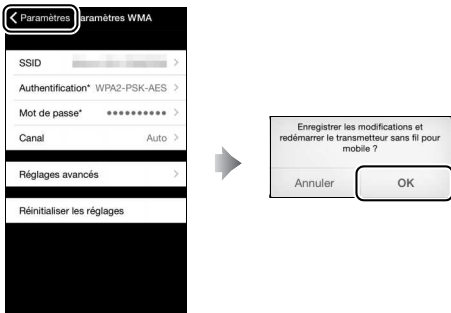 Paramètres
aramètres WMA
SSID
Authentification* WPA2-PSK-AES
Mot de passe* ••••••••••
Canal Auto
Réglages avancés
Réinitialiser les réglages
Enregistrer les modifications et
redémarrer le transmetteur sans fil pour
mobile ?
Annuler OK